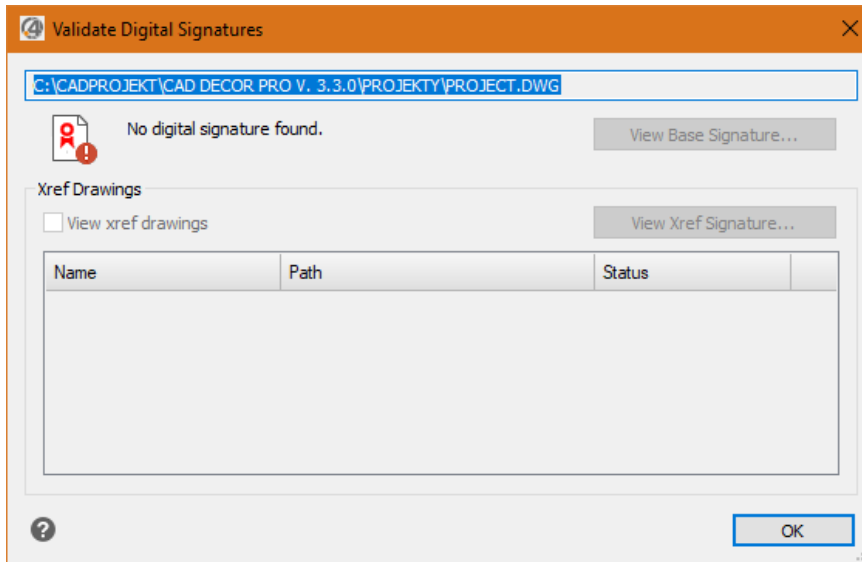 Validate Digital Signatures
C:\CADPROJEKT\CAD DECOR PRO V. 3.3.0\PROJEKTY\PROJECT.DWG
No digital signature found.
View Base Signature...
Xref Drawings
View xref drawings
View Xref Signature...
Name Path Status
OK